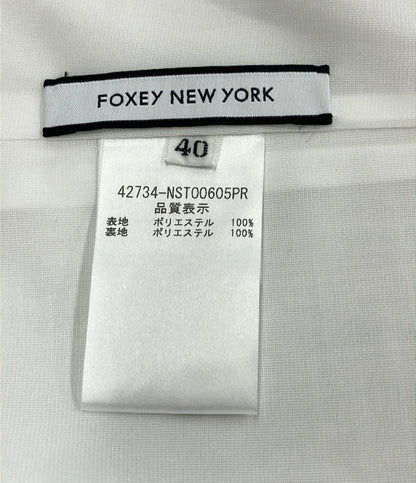 FOXEY NEW YORK
40
42734-NST00605PR
品質表示
表地 ポリエステル 100%
裏地 ポリエステル 100%